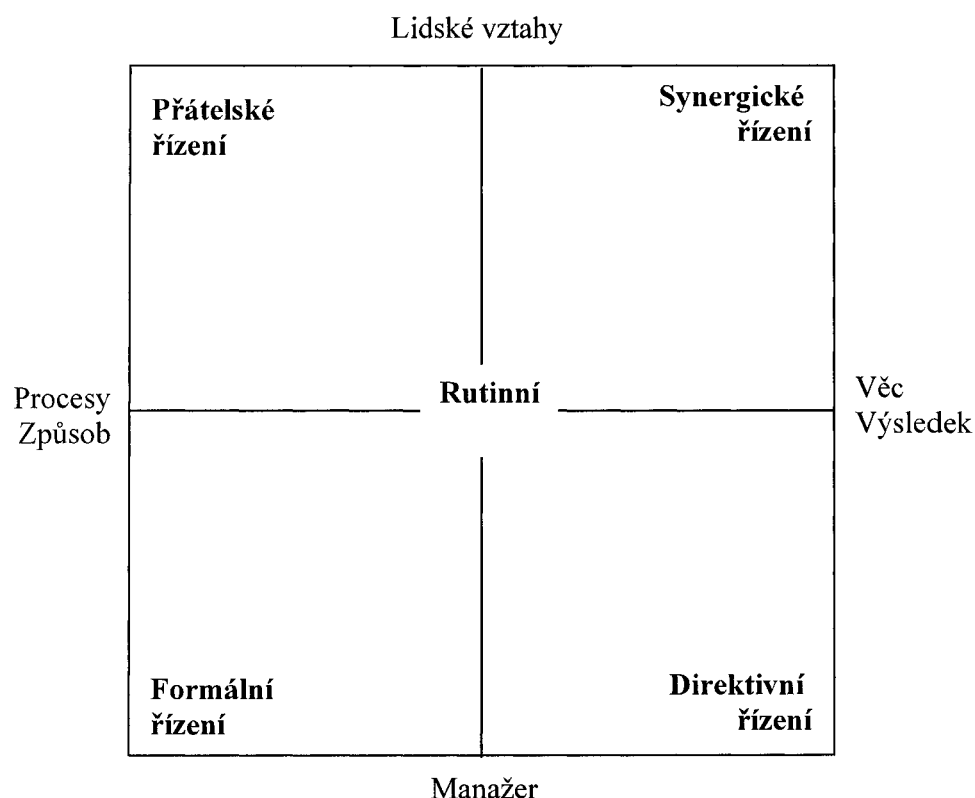 Lidské vztahy
Přátelské
řízení
Synergické
řízení
Procesy
Způsob
Rutinní
Věc
Výsledek
Formální
řízení
Direktivní
řízení
Manažer